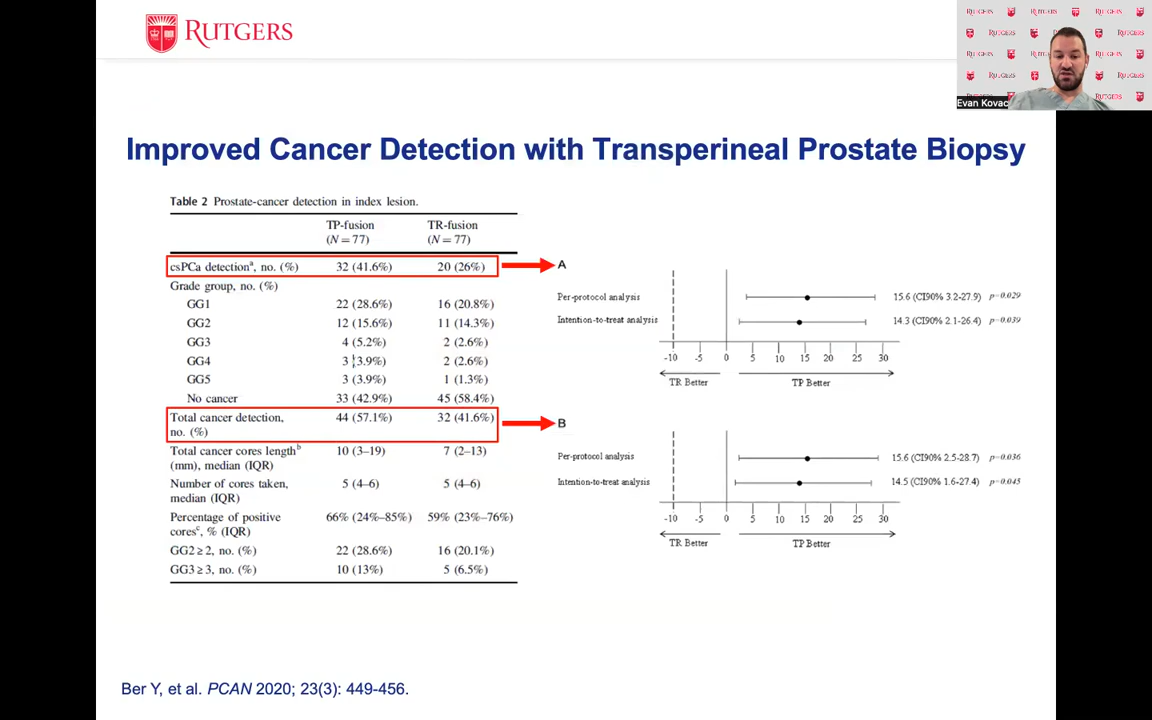 RUTGERS
Evan Kovac
Improved Cancer Detection with Transperineal Prostate Biopsy
Table 2 Prostate-cancer detection in index lesion.
TP-fusion TR-fusion
(N = 77) (N = 77)
csPCa detectionᵃ, no. (%) 32 (41.6%) 20 (26%)
Grade group, no. (%)
GG1 22 (28.6%) 16 (20.8%)
GG2 12 (15.6%) 11 (14.3%)
GG3 4 (5.2%) 2 (2.6%)
GG4 3 (3.9%) 2 (2.6%)
GG5 3 (3.9%) 1 (1.3%)
No cancer 33 (42.9%) 45 (58.4%)
Total cancer detection, 44 (57.1%) 32 (41.6%)
no. (%)
Total cancer cores lengthᵇ 10 (3–19) 7 (2–13)
(mm), median (IQR)
Number of cores taken, 5 (4–6) 5 (4–6)
median (IQR)
Percentage of positive 66% (24%–85%) 59% (23%–76%)
coresᶜ, % (IQR)
GG2 ≥ 2, no. (%) 22 (28.6%) 16 (20.1%)
GG3 ≥ 3, no. (%) 10 (13%) 5 (6.5%)
A
Per-protocol analysis 15.6 (CI90% 3.2-27.9) p=0.029
Intention-to-treat analysis 14.3 (CI90% 2.1-26.4) p=0.039
-10 -5 0 5 10 15 20 25 30
TR Better TP Better
B
Per-protocol analysis 15.6 (CI90% 2.5-28.7) p=0.036
Intention-to-treat analysis 14.5 (CI90% 1.6-27.4) p=0.045
-10 -5 0 5 10 15 20 25 30
TR Better TP Better
Ber Y, et al. PCAN 2020; 23(3): 449-456.